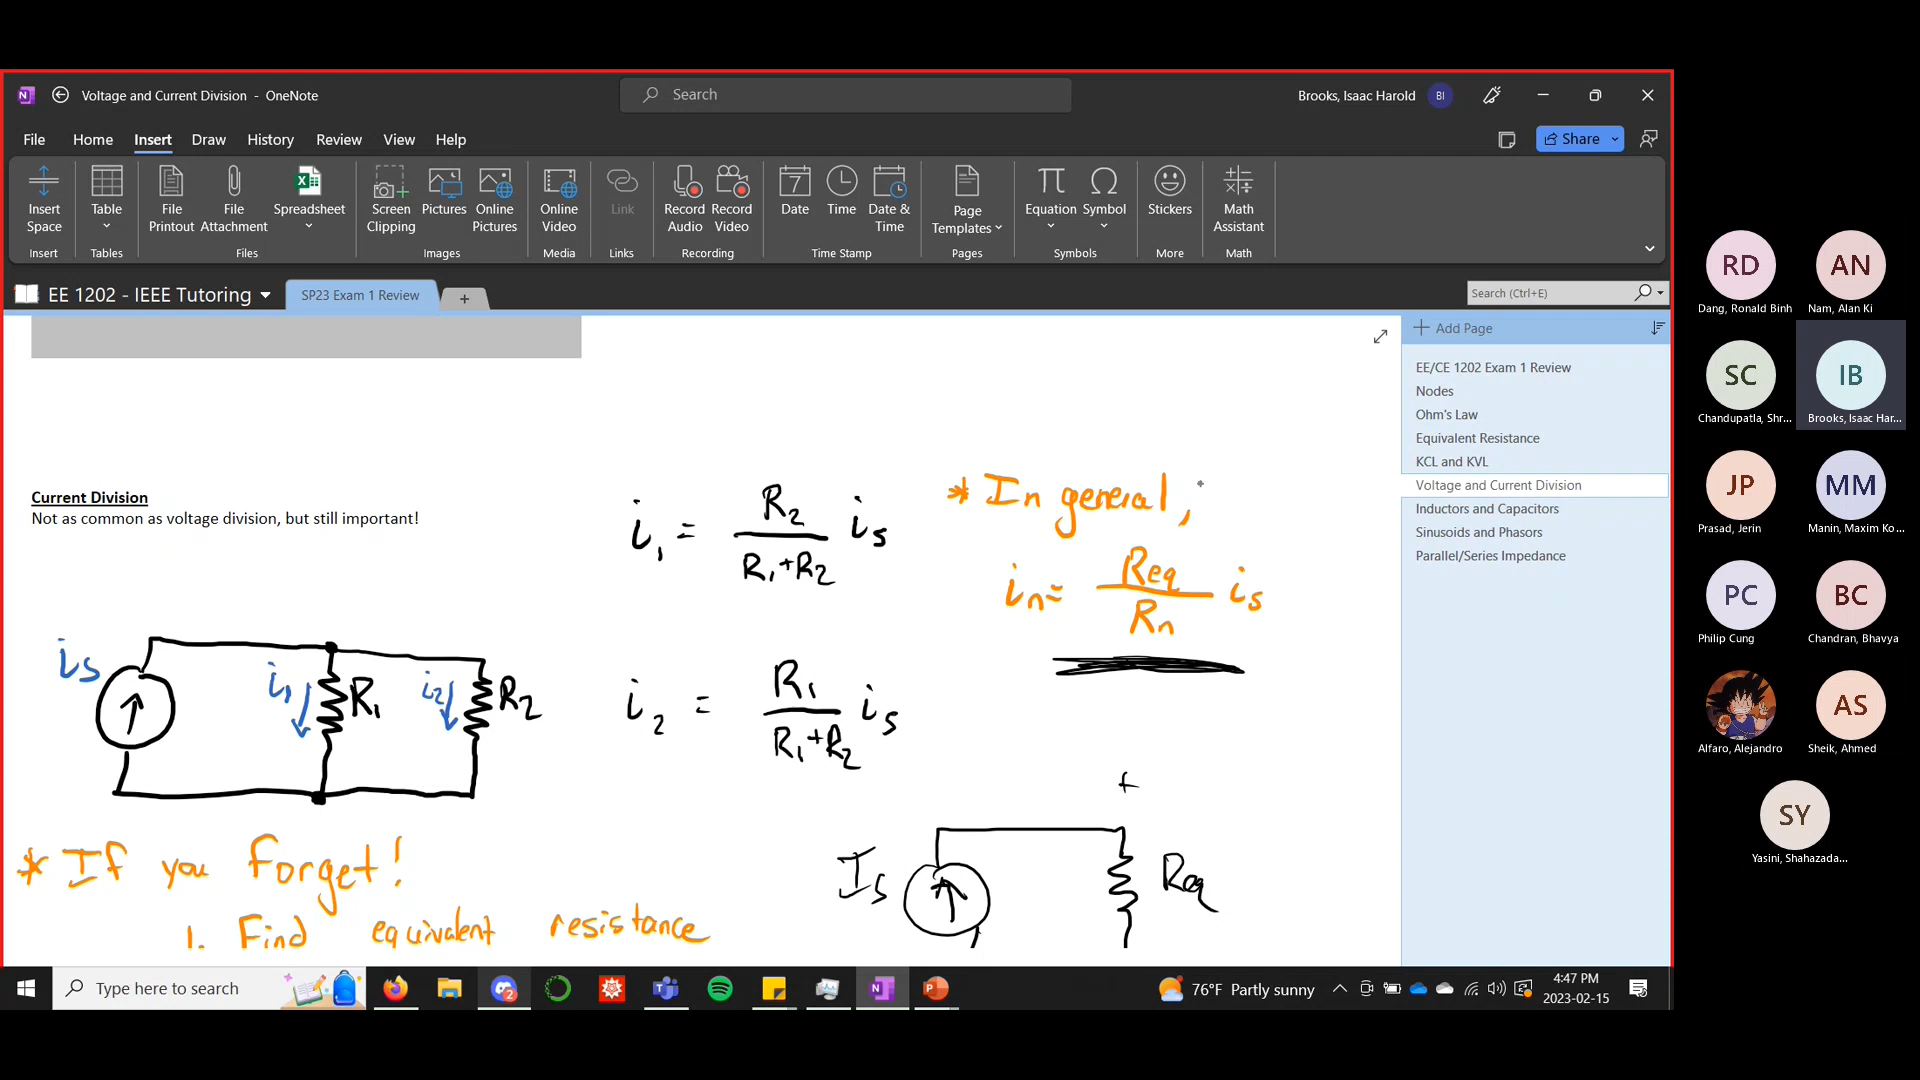 Voltage and Current Division - OneNote
Search
Brooks, Isaac Harold
BI
File Home Insert Draw History Review View Help
Share
Insert Space
Table
File Printout
File Attachment
Spreadsheet
Screen Clipping
Pictures
Online Pictures
Online Video
Link
Record Audio
Record Video
Date
Time
Date & Time
Page Templates
Equation
Symbol
Stickers
Math Assistant
Insert Tables Files Images Media Links Recording Time Stamp Pages Symbols More Math
EE 1202 - IEEE Tutoring
SP23 Exam 1 Review
Search (Ctrl+E)
Add Page
EE/CE 1202 Exam 1 Review
Nodes
Ohm's Law
Equivalent Resistance
KCL and KVL
Voltage and Current Division
Inductors and Capacitors
Sinusoids and Phasors
Parallel/Series Impedance
Current Division
Not as common as voltage division, but still important!
i₁ = R₂ / (R₁+R₂) iₛ
* In general,
iₙ = Req / Rₙ iₛ
iₛ i₁ R₁ i₂ R₂
i₂ = R₁ / (R₁+R₂) iₛ
+
Iₛ Req
* If you Forget!
1. Find equivalent resistance
RD
Dang, Ronald Binh
AN
Nam, Alan Ki
SC
Chandupatla, Shr...
IB
Brooks, Isaac Har...
JP
Prasad, Jerin
MM
Manin, Maxim Ko...
PC
Philip Cung
BC
Chandran, Bhavya
Alfaro, Alejandro
AS
Sheik, Ahmed
SY
Yasini, Shahazada...
Type here to search
76°F Partly sunny
4:47 PM
2023-02-15